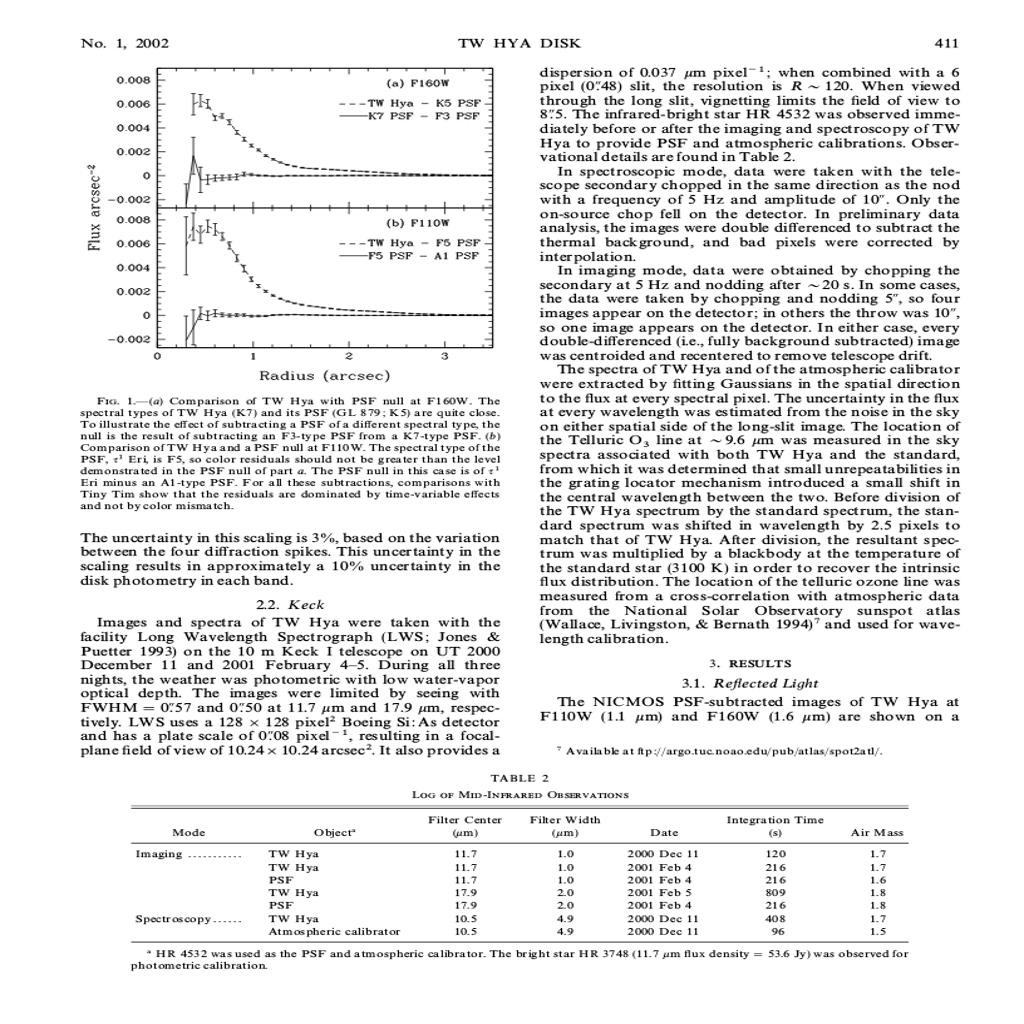 No. 1, 2002
TW HYA DISK
411
0.008
0.006
0.004
0.002
0
−0.002
0.008
0.006
0.004
0.002
0
−0.002
Flux arcsec⁻²
(a) F160W
---TW Hya − K5 PSF
——K7 PSF − F3 PSF
(b) F110W
---TW Hya − F5 PSF
——F5 PSF − A1 PSF
0 1 2 3
Radius (arcsec)
Fig. 1.—(a) Comparison of TW Hya with PSF null at F160W. The
spectral types of TW Hya (K7) and its PSF (GL 879; K5) are quite close.
To illustrate the effect of subtracting a PSF of a different spectral type, the
null is the result of subtracting an F3-type PSF from a K7-type PSF. (b)
Comparison of TW Hya and a PSF null at F110W. The spectral type of the
PSF, τ¹ Eri, is F5, so color residuals should not be greater than the level
demonstrated in the PSF null of part a. The PSF null in this case is of τ¹
Eri minus an A1-type PSF. For all these subtractions, comparisons with
Tiny Tim show that the residuals are dominated by time-variable effects
and not by color mismatch.
The uncertainty in this scaling is 3%, based on the variation
between the four diffraction spikes. This uncertainty in the
scaling results in approximately a 10% uncertainty in the
disk photometry in each band.
2.2. Keck
Images and spectra of TW Hya were taken with the
facility Long Wavelength Spectrograph (LWS; Jones &
Puetter 1993) on the 10 m Keck I telescope on UT 2000
December 11 and 2001 February 4–5. During all three
nights, the weather was photometric with low water-vapor
optical depth. The images were limited by seeing with
FWHM = 0″.57 and 0″.50 at 11.7 μm and 17.9 μm, respec-
tively. LWS uses a 128 × 128 pixel² Boeing Si:As detector
and has a plate scale of 0″.08 pixel⁻¹, resulting in a focal-
plane field of view of 10.24 × 10.24 arcsec². It also provides a
dispersion of 0.037 μm pixel⁻¹; when combined with a 6
pixel (0″.48) slit, the resolution is R ~ 120. When viewed
through the long slit, vignetting limits the field of view to
8″.5. The infrared-bright star HR 4532 was observed imme-
diately before or after the imaging and spectroscopy of TW
Hya to provide PSF and atmospheric calibrations. Obser-
vational details are found in Table 2.
In spectroscopic mode, data were taken with the tele-
scope secondary chopped in the same direction as the nod
with a frequency of 5 Hz and amplitude of 10″. Only the
on-source chop fell on the detector. In preliminary data
analysis, the images were double differenced to subtract the
thermal background, and bad pixels were corrected by
interpolation.
In imaging mode, data were obtained by chopping the
secondary at 5 Hz and nodding after ~20 s. In some cases,
the data were taken by chopping and nodding 5″, so four
images appear on the detector; in others the throw was 10″,
so one image appears on the detector. In either case, every
double-differenced (i.e., fully background subtracted) image
was centroided and recentered to remove telescope drift.
The spectra of TW Hya and of the atmospheric calibrator
were extracted by fitting Gaussians in the spatial direction
to the flux at every spectral pixel. The uncertainty in the flux
at every wavelength was estimated from the noise in the sky
on either spatial side of the long-slit image. The location of
the Telluric O₃ line at ~9.6 μm was measured in the sky
spectra associated with both TW Hya and the standard,
from which it was determined that small unrepeatabilities in
the grating locator mechanism introduced a small shift in
the central wavelength between the two. Before division of
the TW Hya spectrum by the standard spectrum, the stan-
dard spectrum was shifted in wavelength by 2.5 pixels to
match that of TW Hya. After division, the resultant spec-
trum was multiplied by a blackbody at the temperature of
the standard star (3100 K) in order to recover the intrinsic
flux distribution. The location of the telluric ozone line was
measured from a cross-correlation with atmospheric data
from the National Solar Observatory sunspot atlas
(Wallace, Livingston, & Bernath 1994)⁷ and used for wave-
length calibration.
3. RESULTS
3.1. Reflected Light
The NICMOS PSF-subtracted images of TW Hya at
F110W (1.1 μm) and F160W (1.6 μm) are shown on a
⁷ Available at ftp://argo.tuc.noao.edu/pub/atlas/spot2atl/.
TABLE 2
Log of Mid-Infrared Observations
Mode Objectᵃ Filter Center (μm) Filter Width (μm) Date Integration Time (s) Air Mass
Imaging ........... TW Hya 11.7 1.0 2000 Dec 11 120 1.7
TW Hya 11.7 1.0 2001 Feb 4 216 1.7
PSF 11.7 1.0 2001 Feb 4 216 1.6
TW Hya 17.9 2.0 2001 Feb 5 809 1.8
PSF 17.9 2.0 2001 Feb 4 216 1.8
Spectroscopy...... TW Hya 10.5 4.9 2000 Dec 11 408 1.7
Atmospheric calibrator 10.5 4.9 2000 Dec 11 96 1.5
ᵃ HR 4532 was used as the PSF and atmospheric calibrator. The bright star HR 3748 (11.7 μm flux density = 53.6 Jy) was observed for
photometric calibration.